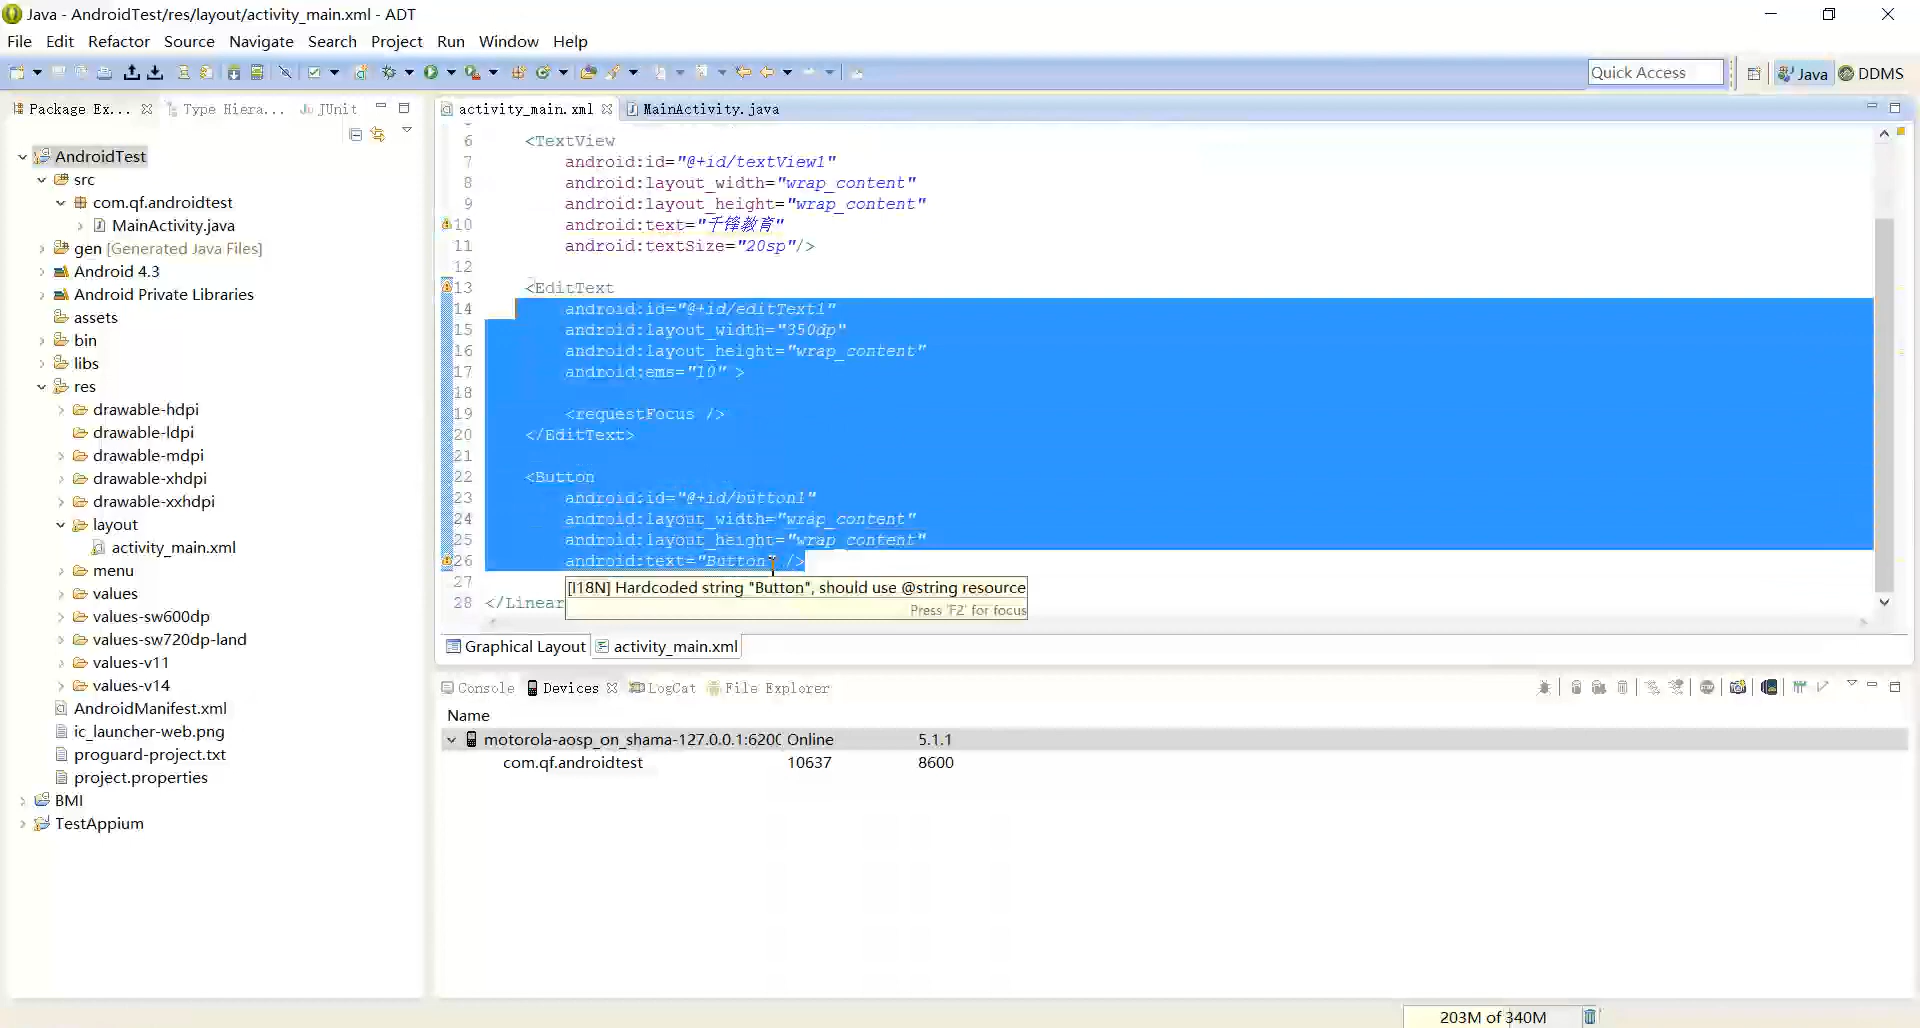 Java - AndroidTest/res/layout/activity_main.xml - ADT
File Edit Refactor Source Navigate Search Project Run Window Help
Quick Access
Java
DDMS
Package Ex...
Type Hiera...
JUnit
AndroidTest
src
com.qf.androidtest
MainActivity.java
gen [Generated Java Files]
Android 4.3
Android Private Libraries
assets
bin
libs
res
drawable-hdpi
drawable-ldpi
drawable-mdpi
drawable-xhdpi
drawable-xxhdpi
layout
activity_main.xml
menu
values
values-sw600dp
values-sw720dp-land
values-v11
values-v14
AndroidManifest.xml
ic_launcher-web.png
proguard-project.txt
project.properties
BMI
TestAppium
activity_main.xml
MainActivity.java
6 <TextView
7 android:id="@+id/textView1"
8 android:layout_width="wrap_content"
9 android:layout_height="wrap_content"
10 android:text="千锋教育"
11 android:textSize="20sp"/>
12
13 <EditText
14 android:id="@+id/editText1"
15 android:layout_width="350dp"
16 android:layout_height="wrap_content"
17 android:ems="10" >
18
19 <requestFocus />
20 </EditText>
21
22 <Button
23 android:id="@+id/button1"
24 android:layout_width="wrap_content"
25 android:layout_height="wrap_content"
26 android:text="Button" />
27
[I18N] Hardcoded string "Button", should use @string resource
28 </Linear
Press 'F2' for focus
Graphical Layout
activity_main.xml
Console
Devices
LogCat
File Explorer
Name
motorola-aosp_on_shama-127.0.0.1:6200 Online 5.1.1
com.qf.androidtest 10637 8600
203M of 340M